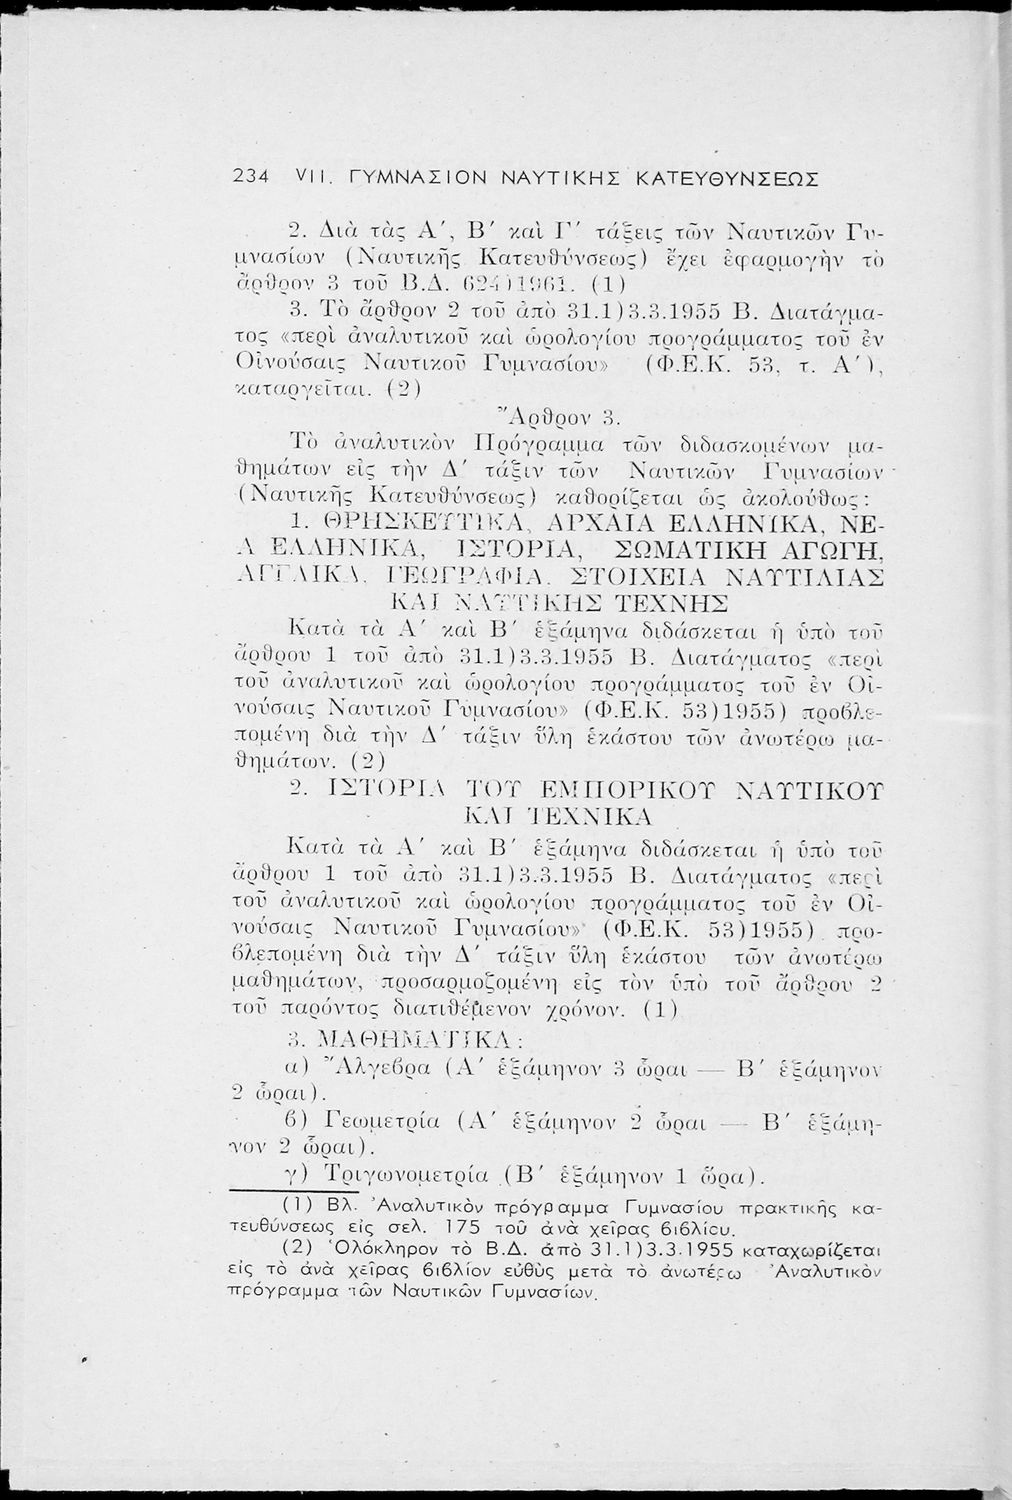 234 VII. ΓΥΜΝΑΣΙΟΝ ΝΑΥΤΙΚΗΣ ΚΑΤΕΥΘΥΝΣΕΩΣ
2. Διὰ τὰς Α΄, Β΄ καὶ Γ΄ τάξεις τῶν Ναυτικῶν Γυ-
μνασίων (Ναυτικῆς Κατευθύνσεως) ἔχει ἐφαρμογὴν τὸ
ἄρθρον 3 τοῦ Β.Δ. 624)1961. (1)
3. Τὸ ἄρθρον 2 τοῦ ἀπὸ 31.1)3.3.1955 Β. Διατάγμα-
τος «περὶ ἀναλυτικοῦ καὶ ὡρολογίου προγράμματος τοῦ ἐν
Οἰνούσαις Ναυτικοῦ Γυμνασίου» (Φ.Ε.Κ. 53, τ. Α΄),
καταργεῖται. (2)
Ἄρθρον 3.
Τὸ ἀναλυτικὸν Πρόγραμμα τῶν διδασκομένων μα-
θημάτων εἰς τὴν Δ΄ τάξιν τῶν Ναυτικῶν Γυμνασίων
(Ναυτικῆς Κατευθύνσεως) καθορίζεται ὡς ἀκολούθως:
1. ΘΡΗΣΚΕΥΤΙΚΑ, ΑΡΧΑΙΑ ΕΛΛΗΝΙΚΑ, ΝΕ-
Α ΕΛΛΗΝΙΚΑ, ΙΣΤΟΡΙΑ, ΣΩΜΑΤΙΚΗ ΑΓΩΓΗ,
ΑΓΓΛΙΚΑ, ΓΕΩΓΡΑΦΙΑ. ΣΤΟΙΧΕΙΑ ΝΑΥΤΙΛΙΑΣ
ΚΑΙ ΝΑΥΤΙΚΗΣ ΤΕΧΝΗΣ
Κατὰ τὰ Α΄ καὶ Β΄ ἑξάμηνα διδάσκεται ἡ ὑπὸ τοῦ
ἄρθρου 1 τοῦ ἀπὸ 31.1)3.3.1955 Β. Διατάγματος «περὶ
τοῦ ἀναλυτικοῦ καὶ ὡρολογίου προγράμματος τοῦ ἐν Οἰ-
νούσαις Ναυτικοῦ Γυμνασίου» (Φ.Ε.Κ. 53)1955) προβλε-
πομένη διὰ τὴν Δ΄ τάξιν ὕλη ἑκάστου τῶν ἀνωτέρω μα-
θημάτων. (2)
2. ΙΣΤΟΡΙΑ ΤΟΥ ΕΜΠΟΡΙΚΟΥ ΝΑΥΤΙΚΟΥ
ΚΑΙ ΤΕΧΝΙΚΑ
Κατὰ τὰ Α΄ καὶ Β΄ ἑξάμηνα διδάσκεται ἡ ὑπὸ τοῦ
ἄρθρου 1 τοῦ ἀπὸ 31.1)3.3.1955 Β. Διατάγματος «περὶ
τοῦ ἀναλυτικοῦ καὶ ὡρολογίου προγράμματος τοῦ ἐν Οἰ-
νούσαις Ναυτικοῦ Γυμνασίου» (Φ.Ε.Κ. 53)1955) προ-
βλεπομένη διὰ τὴν Δ΄ τάξιν ὕλη ἑκάστου τῶν ἀνωτέρω
μαθημάτων, προσαρμοζομένη εἰς τὸν ὑπὸ τοῦ ἄρθρου 2
τοῦ παρόντος διατιθέμενον χρόνον. (1)
3. ΜΑΘΗΜΑΤΙΚΑ:
α) Ἄλγεβρα (Α΄ ἑξάμηνον 3 ὧραι — Β΄ ἑξάμηνον
2 ὧραι).
β) Γεωμετρία (Α΄ ἑξάμηνον 2 ὧραι — Β΄ ἑξάμη-
νον 2 ὧραι).
γ) Τριγωνομετρία (Β΄ ἑξάμηνον 1 ὥρα).
(1) Βλ. Ἀναλυτικὸν πρόγραμμα Γυμνασίου πρακτικῆς κα-
τευθύνσεως εἰς σελ. 175 τοῦ ἀνὰ χεῖρας βιβλίου.
(2) Ὁλόκληρον τὸ Β.Δ. ἀπὸ 31.1)3.3.1955 καταχωρίζεται
εἰς τὸ ἀνὰ χεῖρας βιβλίον εὐθὺς μετὰ τὸ ἀνωτέρω Ἀναλυτικὸν
πρόγραμμα τῶν Ναυτικῶν Γυμνασίων.